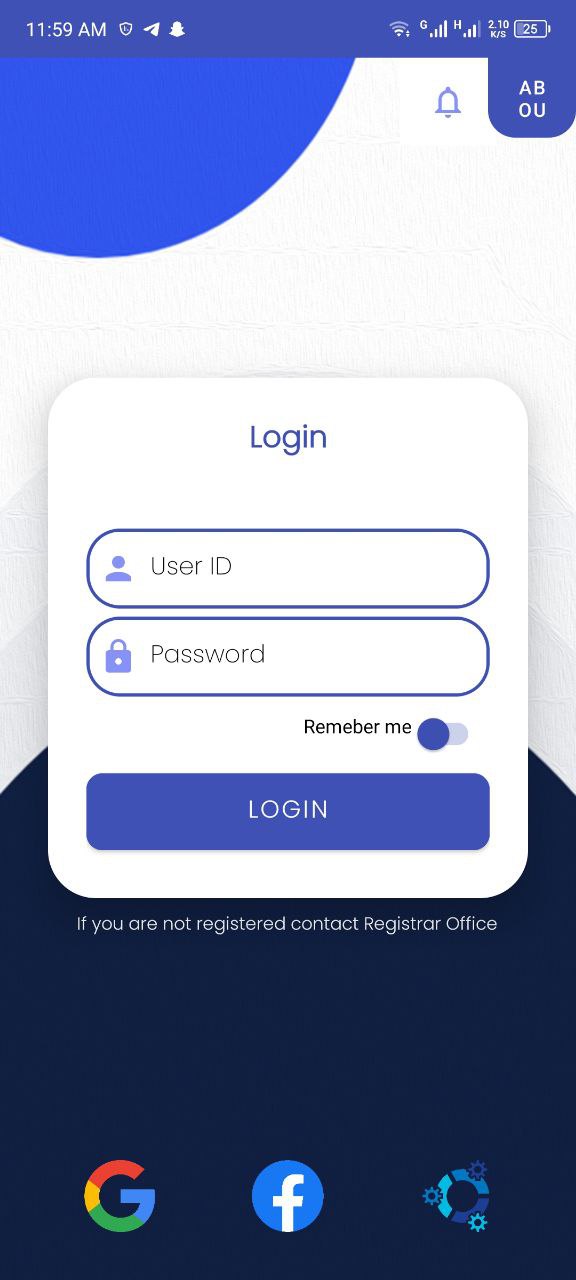 11:59 AM
G H 2.10 K/S 25
AB
OU
Login
User ID
Password
Remeber me
LOGIN
If you are not registered contact Registrar Office